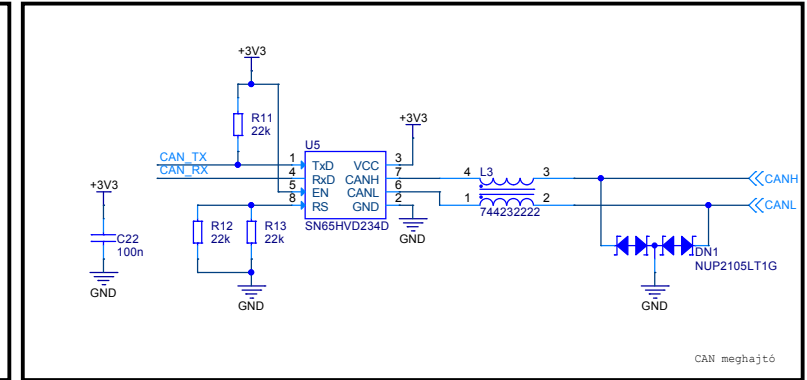 +3V3
+3V3
R11
22k
U5
CAN_TX
1 TxD VCC 3
CAN_RX
4 RxD CANH 7
4 L3 3
CANH
5 EN CANL 6
1 2
CANL
8 RS GND 2
744232222
+3V3
SN65HVD234D
R12
22k
R13
22k
GND
C22
100n
DN1
NUP2105LT1G
GND
GND
GND
CAN meghajtó